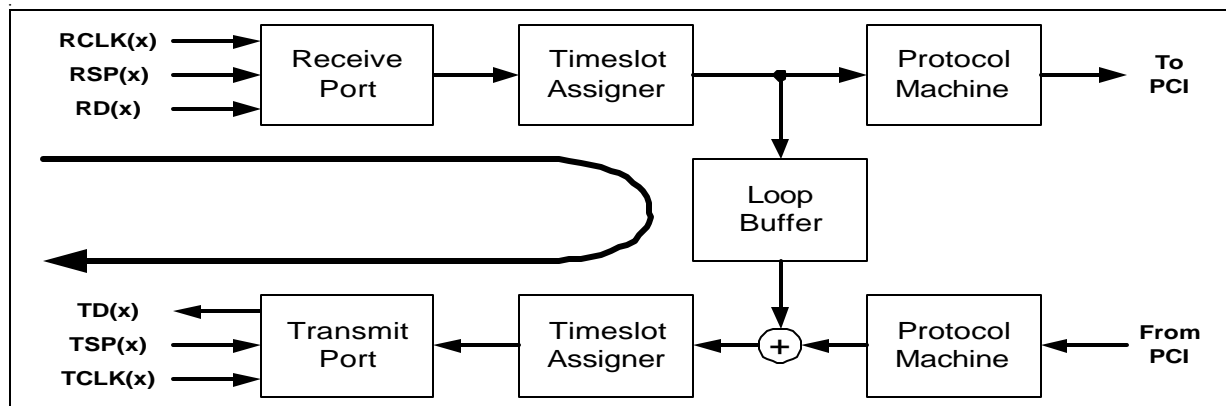 RCLK(x)
RSP(x)
RD(x)
Receive
Port
Timeslot
Assigner
Protocol
Machine
To
PCI
Loop
Buffer
TD(x)
TSP(x)
TCLK(x)
Transmit
Port
Timeslot
Assigner
+
Protocol
Machine
From
PCI